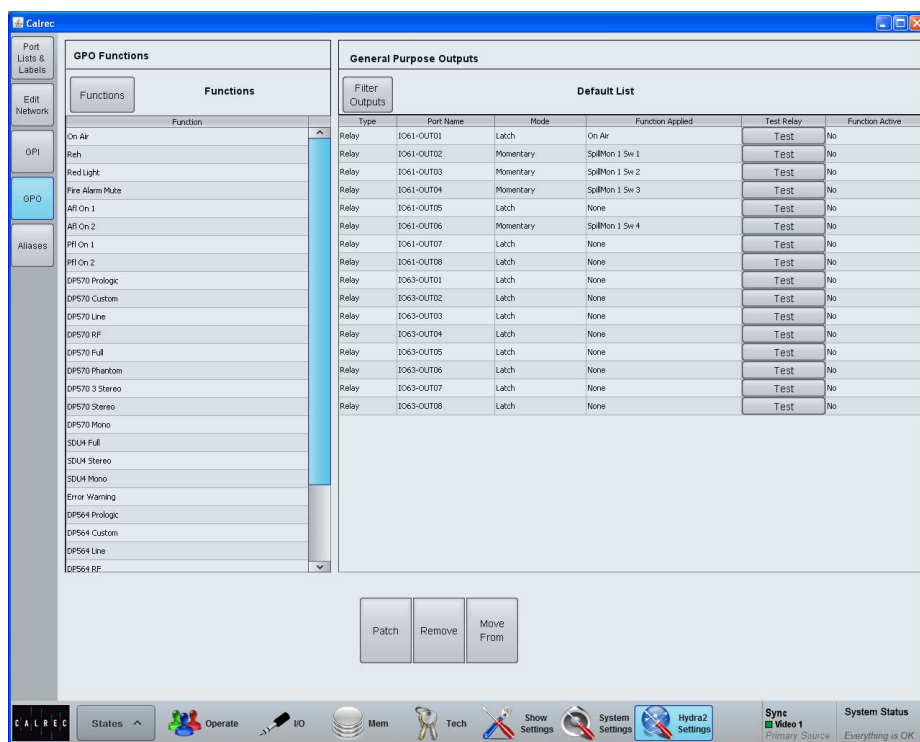 Calrec
Port
Lists &
Labels
Edit
Network
GPI
GPO
Aliases
GPO Functions
Functions Functions
Function
On Air
Reh
Red Light
Fire Alarm Mute
Afl On 1
Afl On 2
Pfl On 1
Pfl On 2
DP570 Prologic
DP570 Custom
DP570 Line
DP570 RF
DP570 Full
DP570 Phantom
DP570 3 Stereo
DP570 Stereo
DP570 Mono
SDU4 Full
SDU4 Stereo
SDU4 Mono
Error Warning
DP564 Prologic
DP564 Custom
DP564 Line
DP564 RF
General Purpose Outputs
Filter
Outputs
Default List
Type Port Name Mode Function Applied Test Relay Function Active
Relay IO61-OUT01 Latch On Air Test No
Relay IO61-OUT02 Momentary SpillMon 1 Sw 1 Test No
Relay IO61-OUT03 Momentary SpillMon 1 Sw 2 Test No
Relay IO61-OUT04 Momentary SpillMon 1 Sw 3 Test No
Relay IO61-OUT05 Latch None Test No
Relay IO61-OUT06 Momentary SpillMon 1 Sw 4 Test No
Relay IO61-OUT07 Latch None Test No
Relay IO61-OUT08 Latch None Test No
Relay IO63-OUT01 Latch None Test No
Relay IO63-OUT02 Latch None Test No
Relay IO63-OUT03 Latch None Test No
Relay IO63-OUT04 Latch None Test No
Relay IO63-OUT05 Latch None Test No
Relay IO63-OUT06 Latch None Test No
Relay IO63-OUT07 Latch None Test No
Relay IO63-OUT08 Latch None Test No
Patch Remove Move
From
CALREC
States
Operate
I/O
Mem
Tech
Show
Settings
System
Settings
Hydra2
Settings
Sync
Video 1
Primary Source
System Status
Everything is OK